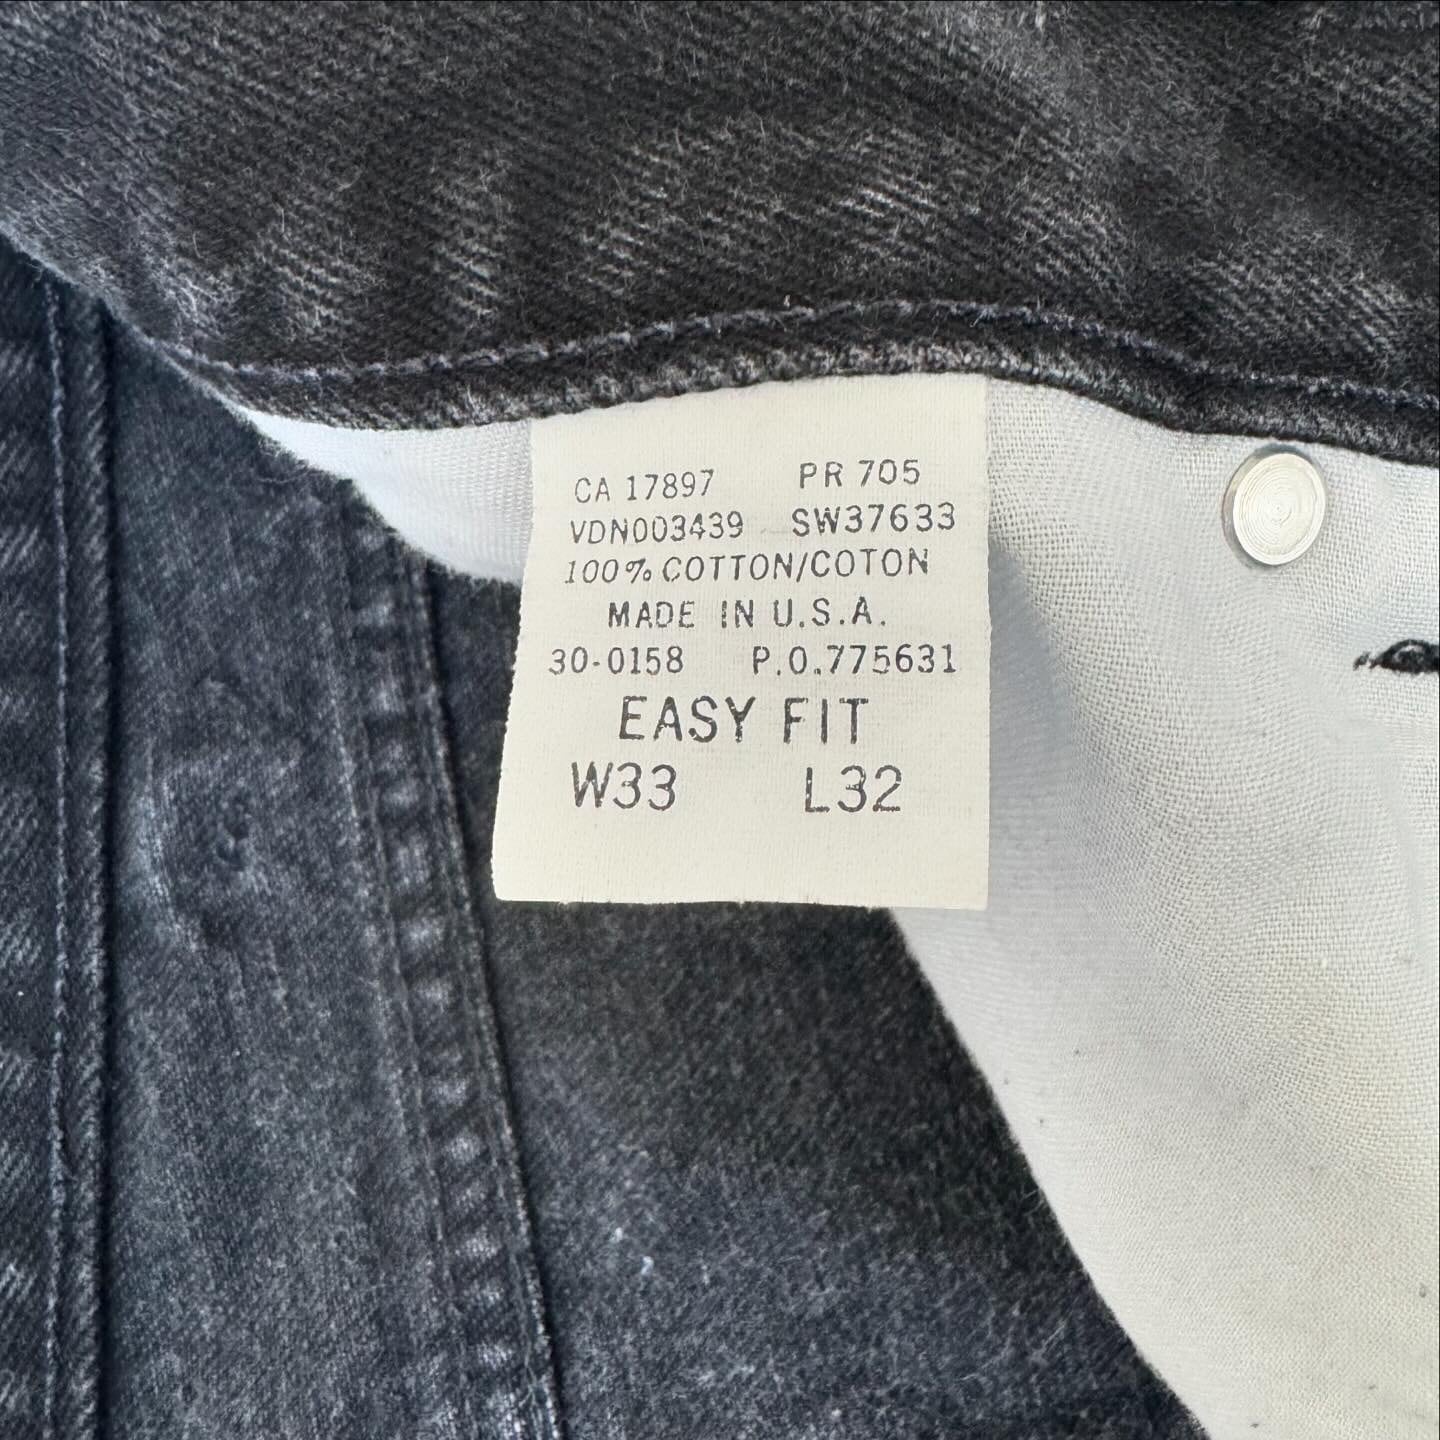 CA 17897 PR 705
VDN003439 SW37633
100% COTTON/COTON
MADE IN U.S.A.
30-0158 P.O.775631
EASY FIT
W33 L32